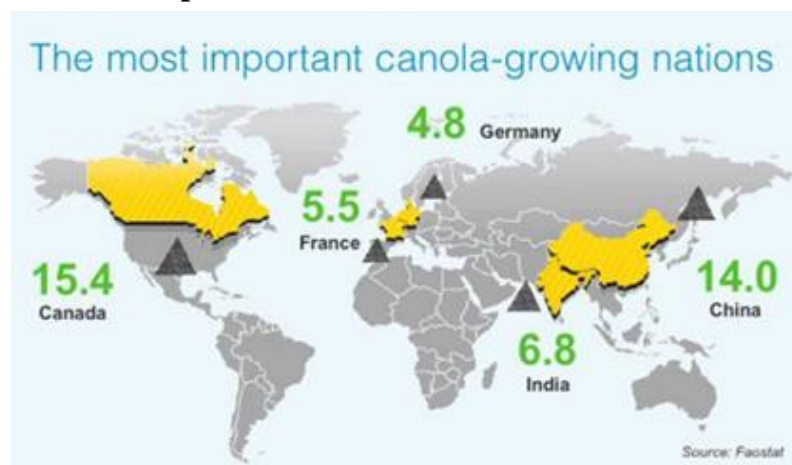 The most important canola-growing nations
4.8 Germany
5.5
France
15.4
Canada
14.0
China
6.8
India
Source: Faostat